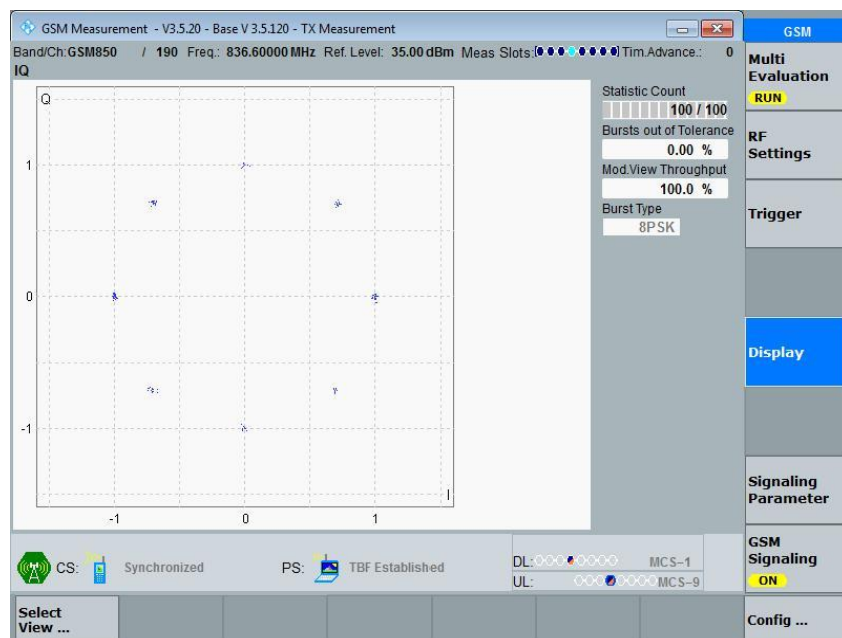 GSM Measurement - V3.5.20 - Base V 3.5.120 - TX Measurement
GSM
Band/Ch:GSM850 / 190 Freq.: 836.60000 MHz Ref. Level: 35.00 dBm Meas Slots: Tim.Advance.: 0
IQ
Multi
Evaluation
RUN
Q
Statistic Count
100 / 100
Bursts out of Tolerance
0.00 %
Mod.View Throughput
100.0 %
Burst Type
8PSK
RF
Settings
Trigger
1
0
-1
I
-1 0 1
Display
Signaling
Parameter
GSM
Signaling
ON
CS: Synchronized PS: TBF Established DL: MCS-1
UL: MCS-9
Select
View ...
Config ...